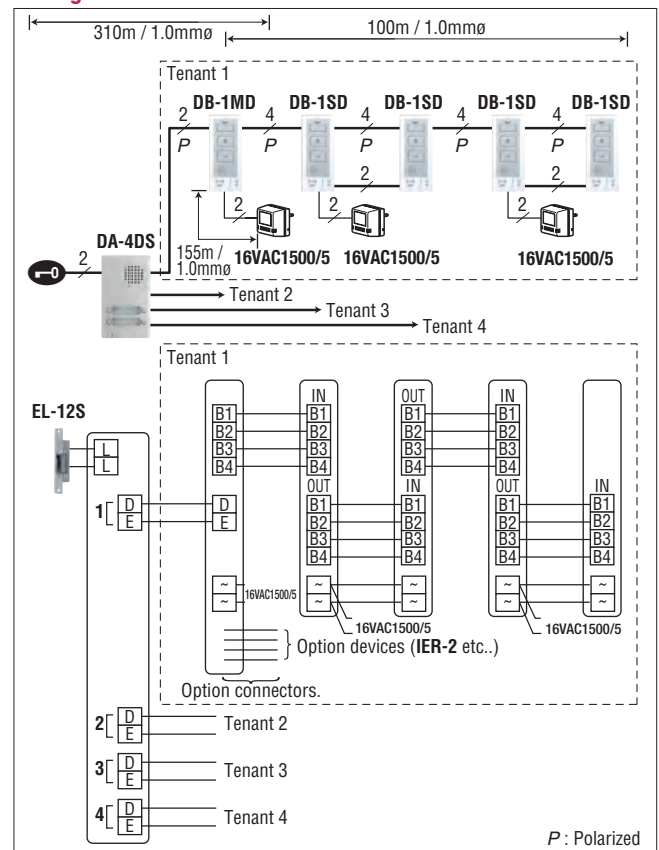 310m / 1.0mmø
100m / 1.0mmø
Tenant 1
DB-1MD DB-1SD DB-1SD DB-1SD DB-1SD
2 4 4 4 4
P P P P P
2 2
2 2 2
DA-4DS
155m /
1.0mmø
16VAC1500/5 16VAC1500/5 16VAC1500/5
2
Tenant 2
Tenant 3
Tenant 4
Tenant 1
EL-12S
IN OUT IN
B1 B1 B1 B1
B2 B2 B2 B2
B3 B3 B3 B3
B4 B4 B4 B4
L
L
OUT IN OUT IN
1 D D B1 B1 B1 B1
E E B2 B2 B2 B2
B3 B3 B3 B3
B4 B4 B4 B4
~ 16VAC1500/5 ~ ~ ~ ~
~ ~ ~ ~ ~
16VAC1500/5 16VAC1500/5
Option devices (IER-2 etc..)
Option connectors.
2 D Tenant 2
E
3 D Tenant 3
E
4 D Tenant 4
E
P : Polarized